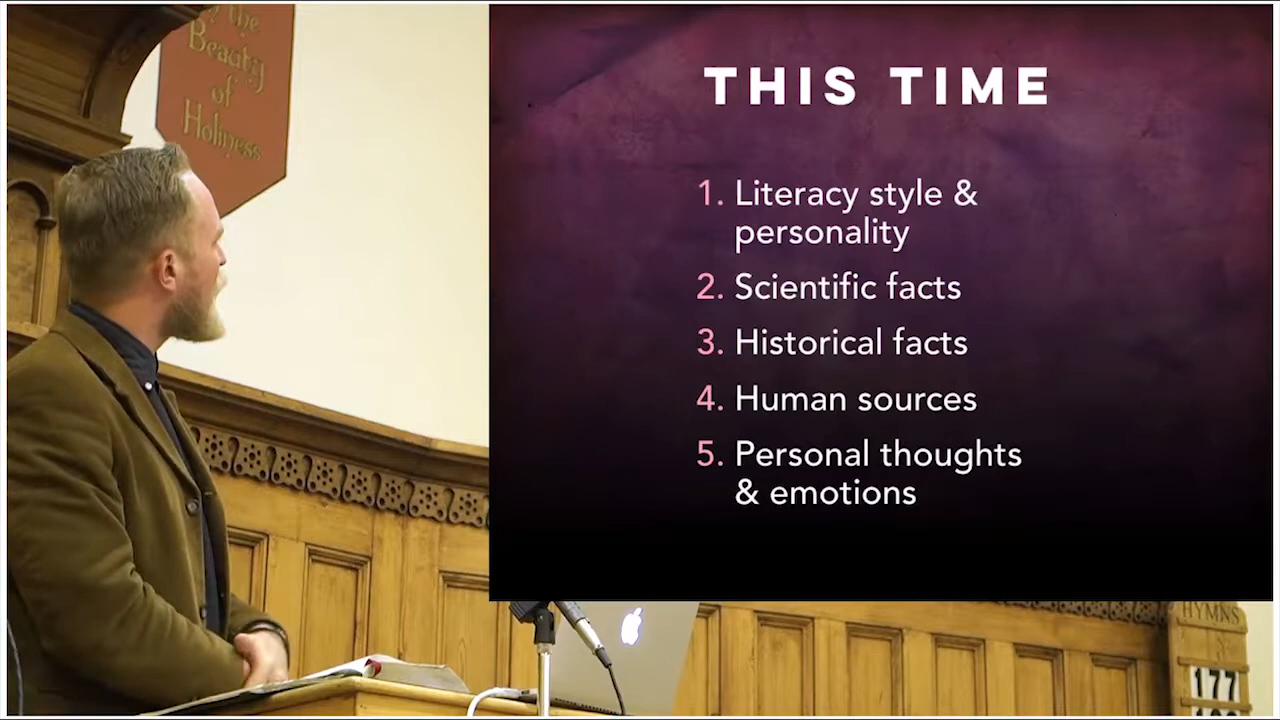 the
Beauty
of
Holiness
THIS TIME
1. Literacy style &
personality
2. Scientific facts
3. Historical facts
4. Human sources
5. Personal thoughts
& emotions
HYMNS
177